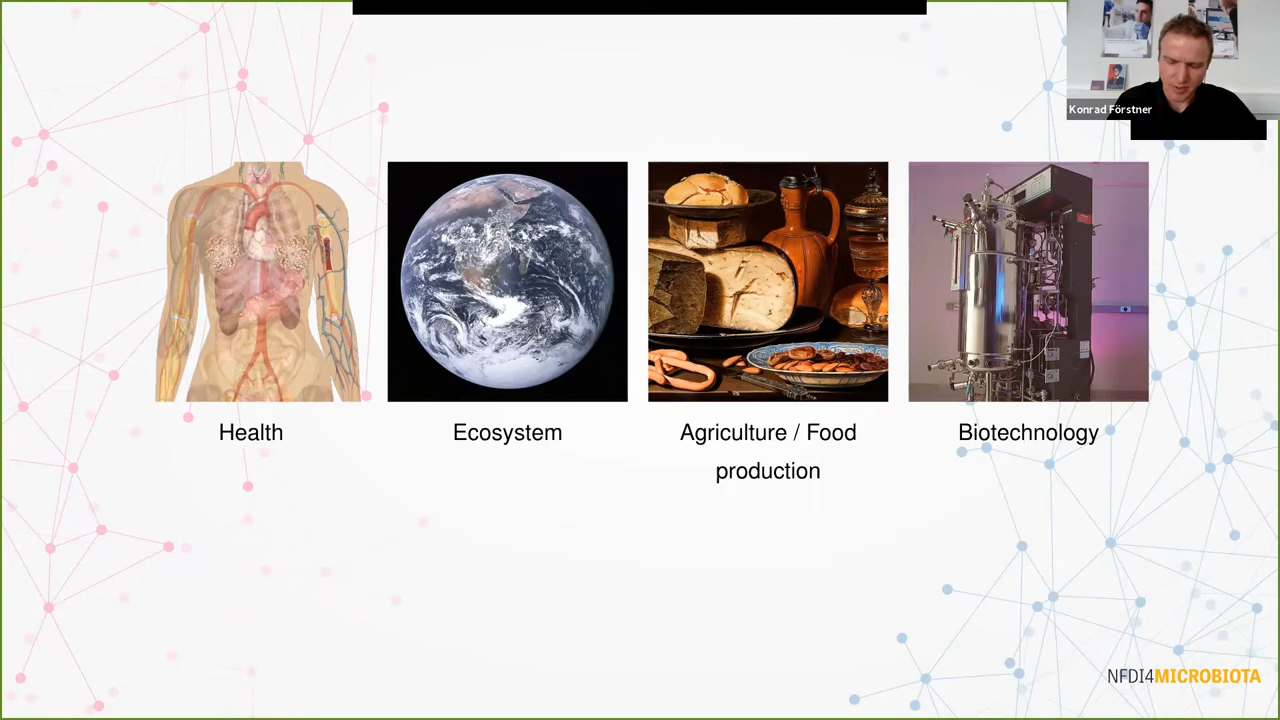 Konrad Förstner
Health
Ecosystem
Agriculture / Food
production
Biotechnology
NFDI4MICROBIOTA